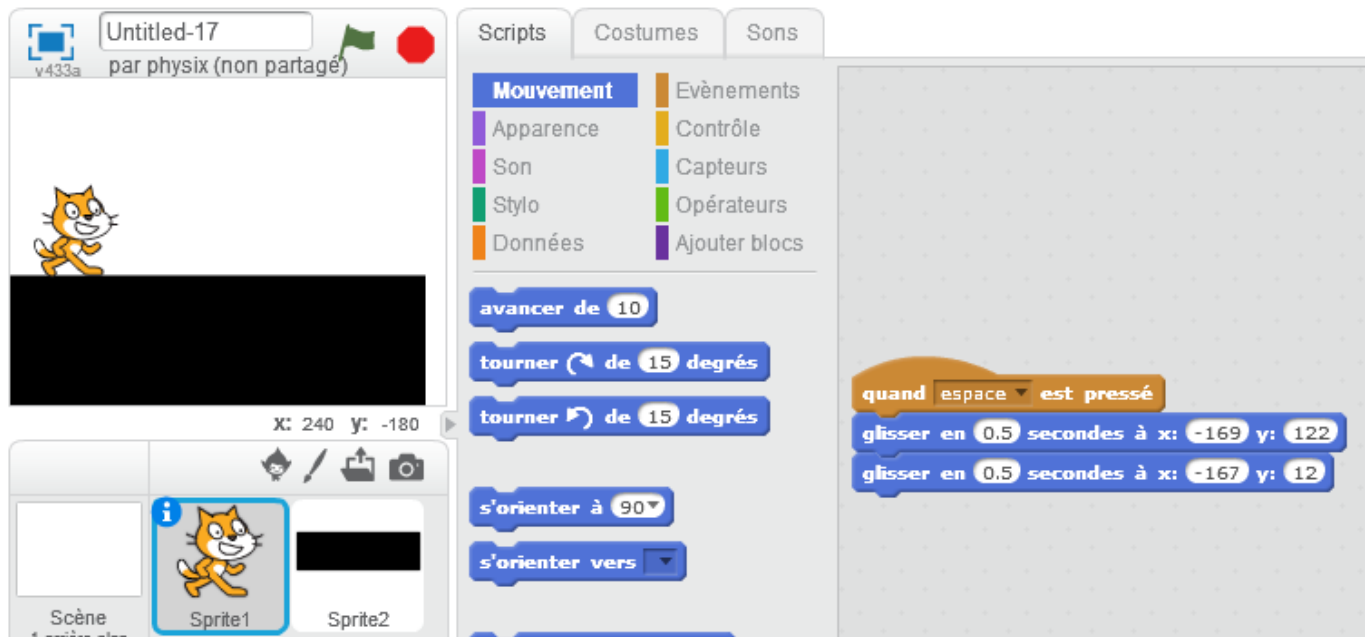 Untitled-17
v433a
par physix (non partagé)
x: 240 y: -180
Scène
Sprite1
Sprite2
Scripts
Costumes
Sons
Mouvement
Evènements
Apparence
Contrôle
Son
Capteurs
Stylo
Opérateurs
Données
Ajouter blocs
avancer de 10
tourner de 15 degrés
tourner de 15 degrés
s'orienter à 90
s'orienter vers
quand espace est pressé
glisser en 0.5 secondes à x: -169 y: 122
glisser en 0.5 secondes à x: -167 y: 12